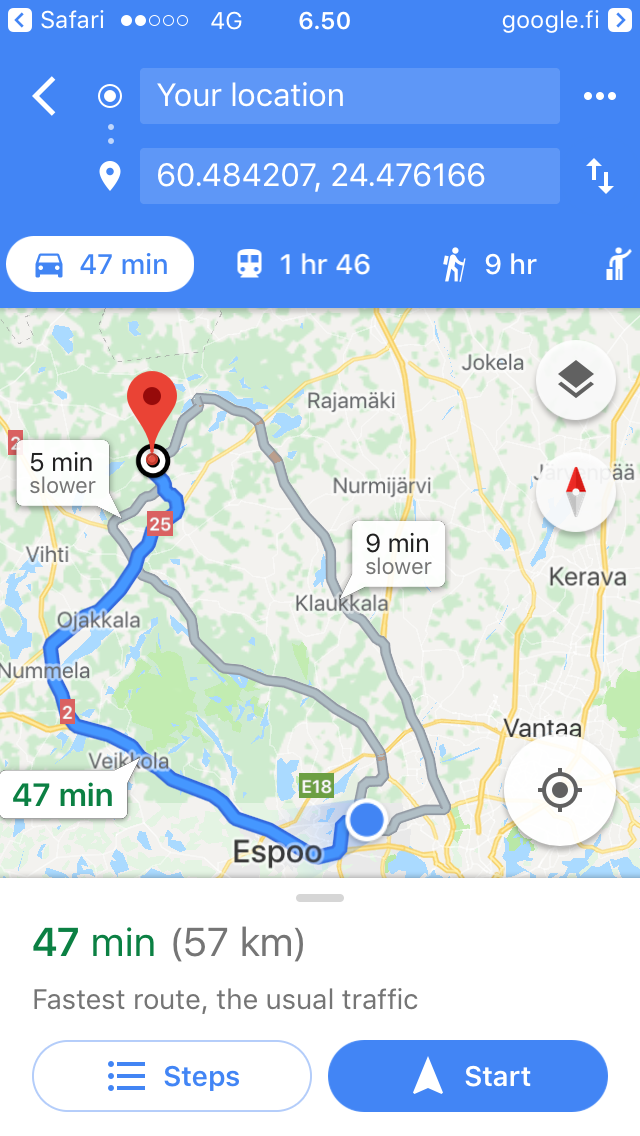 Safari 4G 6.50 google.fi
Your location
60.484207, 24.476166
47 min 1 hr 46 9 hr
Jokela
Rajamäki
2
5 min
slower
Nurmijärvi
25
9 min
slower
Vihti
Kerava
Klaukkala
Ojakkala
Nummela
2
Vantaa
Veikkola
47 min
E18
Espoo
47 min (57 km)
Fastest route, the usual traffic
Steps Start